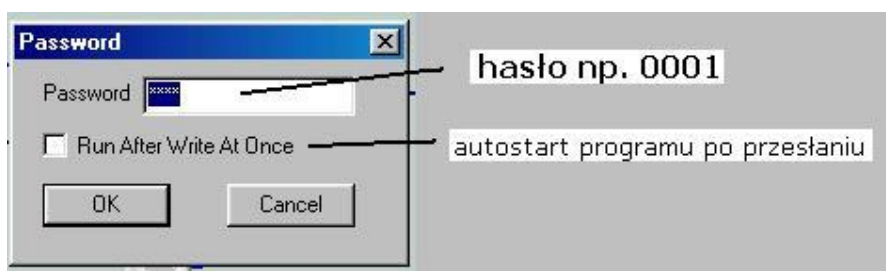 Password
Password ****
hasło np. 0001
Run After Write At Once
autostart programu po przesłaniu
OK
Cancel